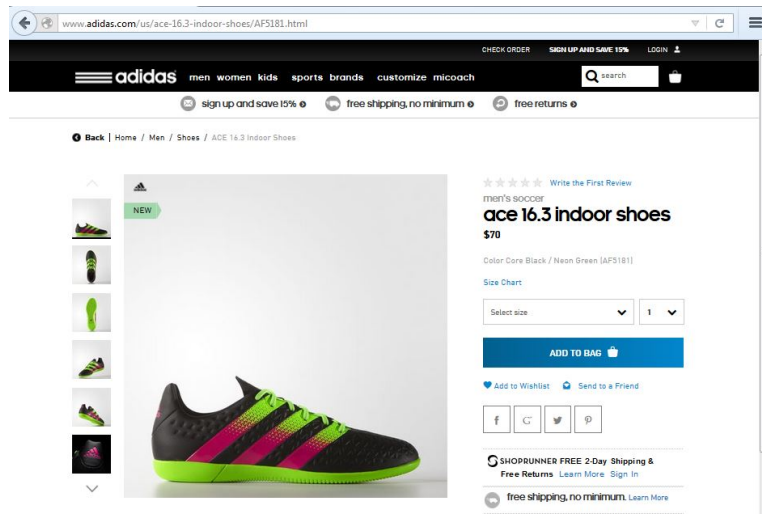 www.adidas.com/us/ace-16.3-indoor-shoes/AF5181.html
CHECK ORDER SIGN UP AND SAVE 15% LOGIN
adidas men women kids sports brands customize micoach search
sign up and save 15% free shipping, no minimum free returns
Back | Home / Men / Shoes / ACE 16.3 Indoor Shoes
NEW
Write the First Review
men's soccer
ace 16.3 indoor shoes
$70
Color Core Black / Neon Green (AF5181)
Size Chart
Select size 1
ADD TO BAG
Add to Wishlist Send to a Friend
SHOPRUNNER FREE 2-Day Shipping &
Free Returns Learn More Sign In
free shipping, no minimum. Learn More